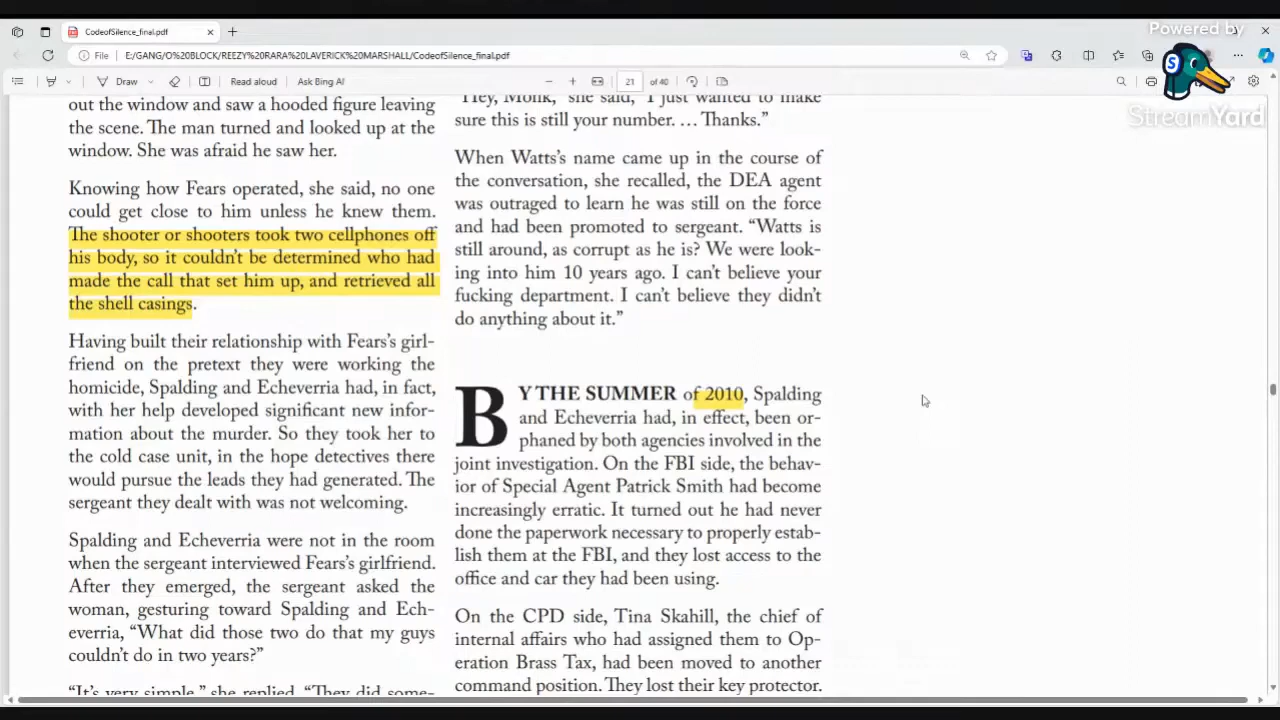 CodeofSilence_final.pdf
Powered by
File
E:/GANG/O%20BLOCK/REEZY%20RARA%20LAVERICK%20MARSHALL/CodeofSilence_final.pdf
Draw
Read aloud
Ask Bing AI
21
of 40
StreamYard
out the window and saw a hooded figure leaving
the scene. The man turned and looked up at the
window. She was afraid he saw her.
Knowing how Fears operated, she said, no one
could get close to him unless he knew them.
The shooter or shooters took two cellphones off
his body, so it couldn't be determined who had
made the call that set him up, and retrieved all
the shell casings.
Having built their relationship with Fears's girl-
friend on the pretext they were working the
homicide, Spalding and Echeverria had, in fact,
with her help developed significant new infor-
mation about the murder. So they took her to
the cold case unit, in the hope detectives there
would pursue the leads they had generated. The
sergeant they dealt with was not welcoming.
Spalding and Echeverria were not in the room
when the sergeant interviewed Fears's girlfriend.
After they emerged, the sergeant asked the
woman, gesturing toward Spalding and Ech-
everria, “What did those two do that my guys
couldn't do in two years?”
“It's very simple,” she replied. “They did some-
“Hey, Monk,” she said, “I just wanted to make
sure this is still your number. … Thanks.”
When Watts's name came up in the course of
the conversation, she recalled, the DEA agent
was outraged to learn he was still on the force
and had been promoted to sergeant. “Watts is
still around, as corrupt as he is? We were look-
ing into him 10 years ago. I can't believe your
fucking department. I can't believe they didn't
do anything about it.”
BY THE SUMMER of 2010, Spalding
and Echeverria had, in effect, been or-
phaned by both agencies involved in the
joint investigation. On the FBI side, the behav-
ior of Special Agent Patrick Smith had become
increasingly erratic. It turned out he had never
done the paperwork necessary to properly estab-
lish them at the FBI, and they lost access to the
office and car they had been using.
On the CPD side, Tina Skahill, the chief of
internal affairs who had assigned them to Op-
eration Brass Tax, had been moved to another
command position. They lost their key protector.